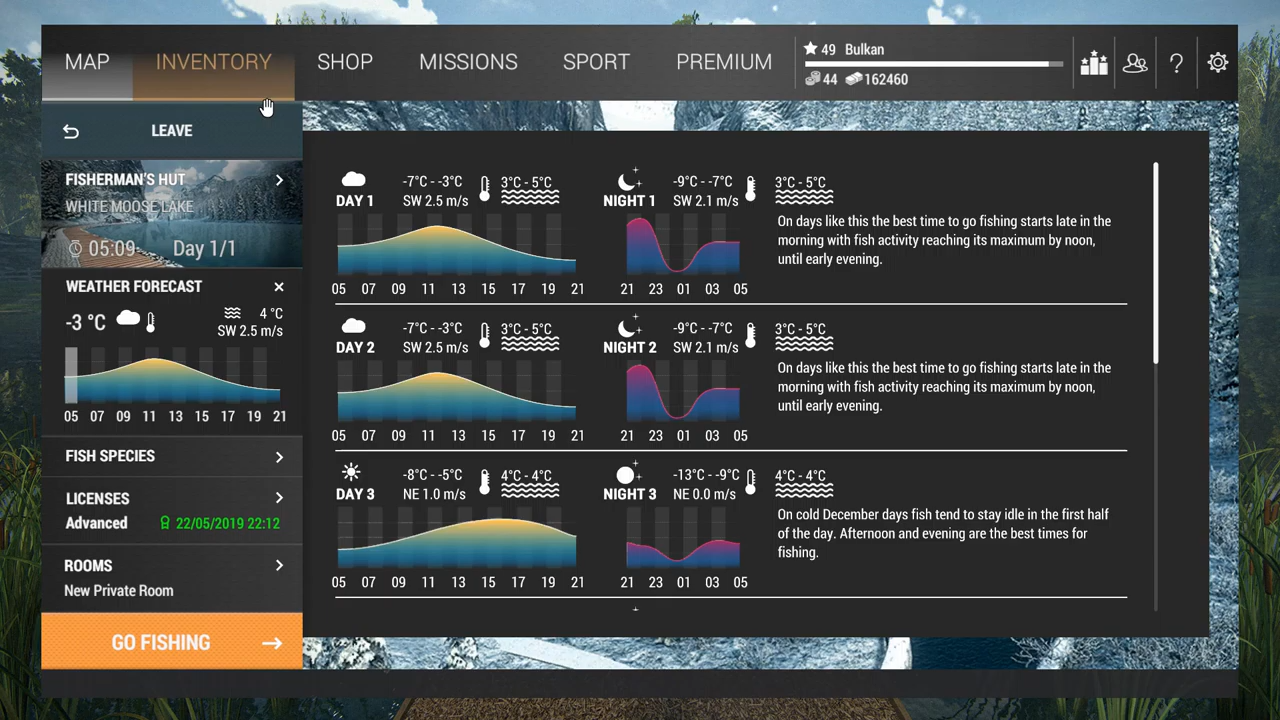 MAP INVENTORY SHOP MISSIONS SPORT PREMIUM
49 Bulkan
44 162460
?
LEAVE
FISHERMAN'S HUT
WHITE MOOSE LAKE
05:09 Day 1/1
WEATHER FORECAST
-3 °C 4 °C
SW 2.5 m/s
05 07 09 11 13 15 17 19 21
FISH SPECIES
LICENSES
Advanced 22/05/2019 22:12
ROOMS
New Private Room
GO FISHING
DAY 1 -7°C - -3°C 3°C - 5°C
SW 2.5 m/s
05 07 09 11 13 15 17 19 21
NIGHT 1 -9°C - -7°C 3°C - 5°C
SW 2.1 m/s
21 23 01 03 05
On days like this the best time to go fishing starts late in the
morning with fish activity reaching its maximum by noon,
until early evening.
DAY 2 -7°C - -3°C 3°C - 5°C
SW 2.5 m/s
05 07 09 11 13 15 17 19 21
NIGHT 2 -9°C - -7°C 3°C - 5°C
SW 2.1 m/s
21 23 01 03 05
On days like this the best time to go fishing starts late in the
morning with fish activity reaching its maximum by noon,
until early evening.
DAY 3 -8°C - -5°C 4°C - 4°C
NE 1.0 m/s
05 07 09 11 13 15 17 19 21
NIGHT 3 -13°C - -9°C 4°C - 4°C
NE 0.0 m/s
21 23 01 03 05
On cold December days fish tend to stay idle in the first half
of the day. Afternoon and evening are the best times for
fishing.